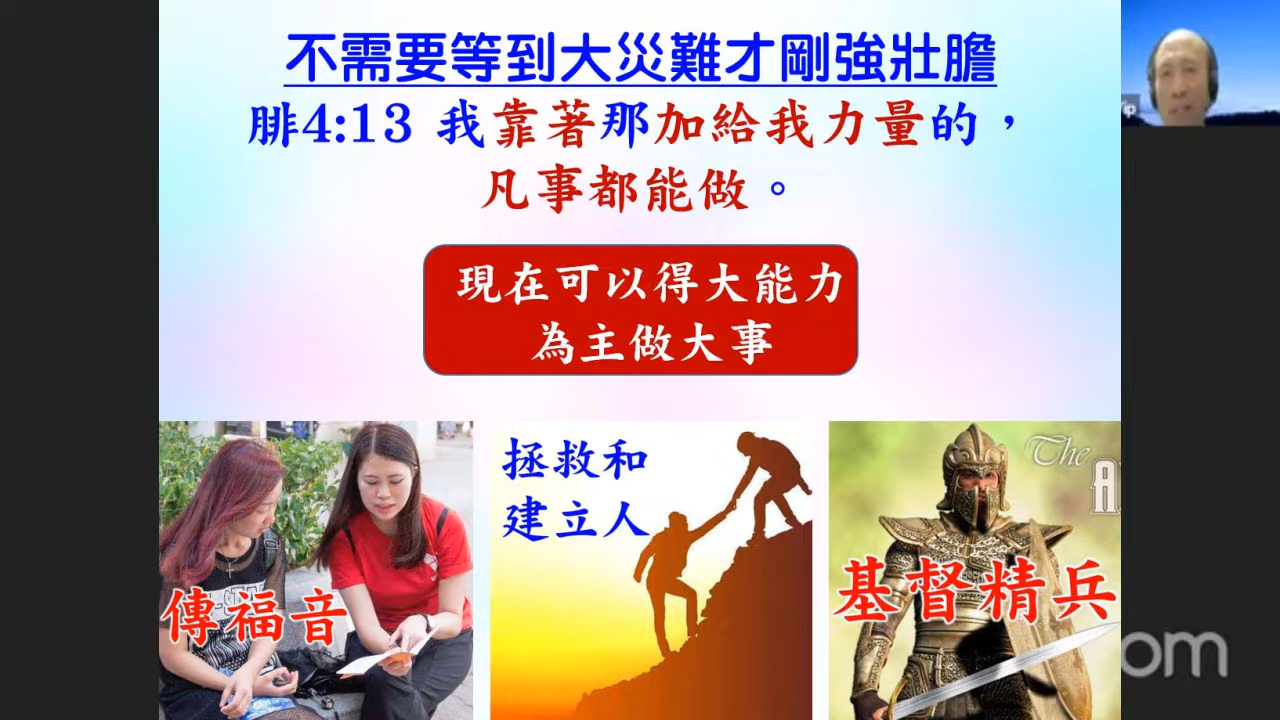 不需要等到大災難才剛強壯膽
腓4:13 我靠著那加給我力量的，
凡事都能做。
現在可以得大能力
為主做大事
傳福音
拯救和
建立人
The
基督精兵
om